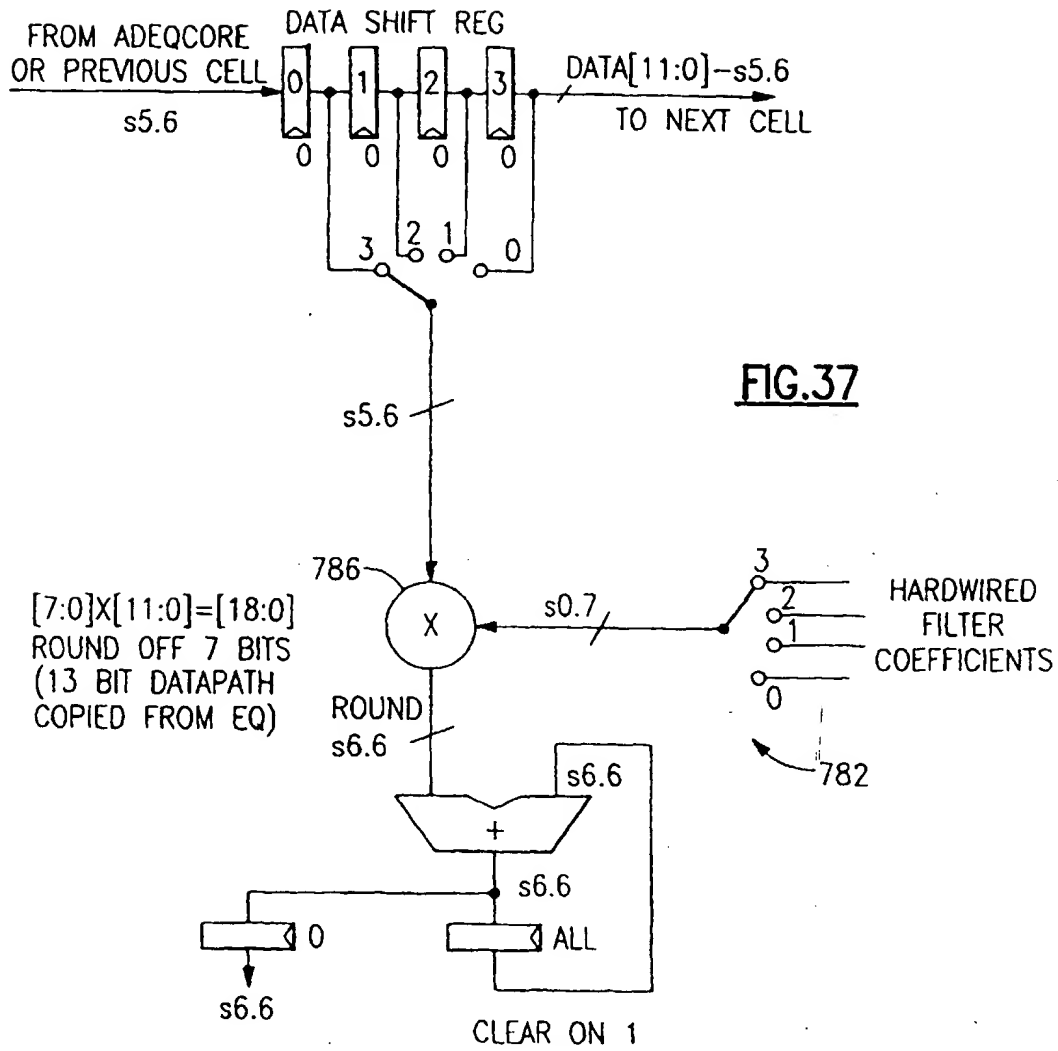 DATA SHIFT REG
FROM ADEQCORE
OR PREVIOUS CELL
s5.6
0
1
2
3
DATA[11:0]-s5.6
TO NEXT CELL
0
0
0
0
3
2
1
0
FIG.37
s5.6
786
X
s0.7
3
2
1
0
HARDWIRED
FILTER
COEFFICIENTS
782
[7:0]X[11:0]=[18:0]
ROUND OFF 7 BITS
(13 BIT DATAPATH
COPIED FROM EQ)
ROUND
s6.6
s6.6
+
s6.6
0
ALL
s6.6
CLEAR ON 1